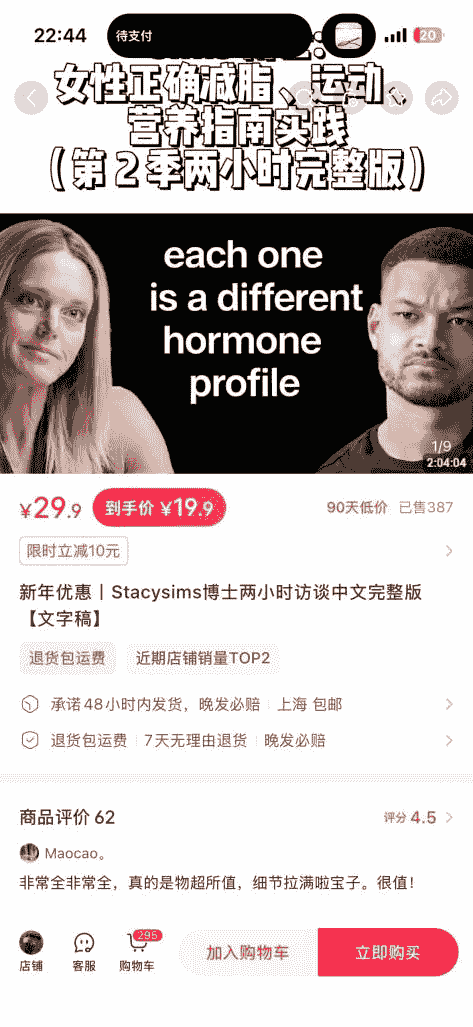 22:44
待支付
20
女性正确减脂、运动、
营养指南实践
（第2季两小时完整版）
each one
is a different
hormone
profile
1/9
2:04:04
¥29.9
到手价 ¥19.9
90天低价 已售387
限时立减10元
新年优惠丨Stacysims博士两小时访谈中文完整版
【文字稿】
退货包运费 近期店铺销量TOP2
承诺48小时内发货，晚发必赔 上海 包邮
退货包运费 7天无理由退货 晚发必赔
商品评价 62
评分 4.5
Maocao。
非常全非常全，真的是物超所值，细节拉满啦宝子。很值！
295
店铺 客服 购物车
加入购物车
立即购买